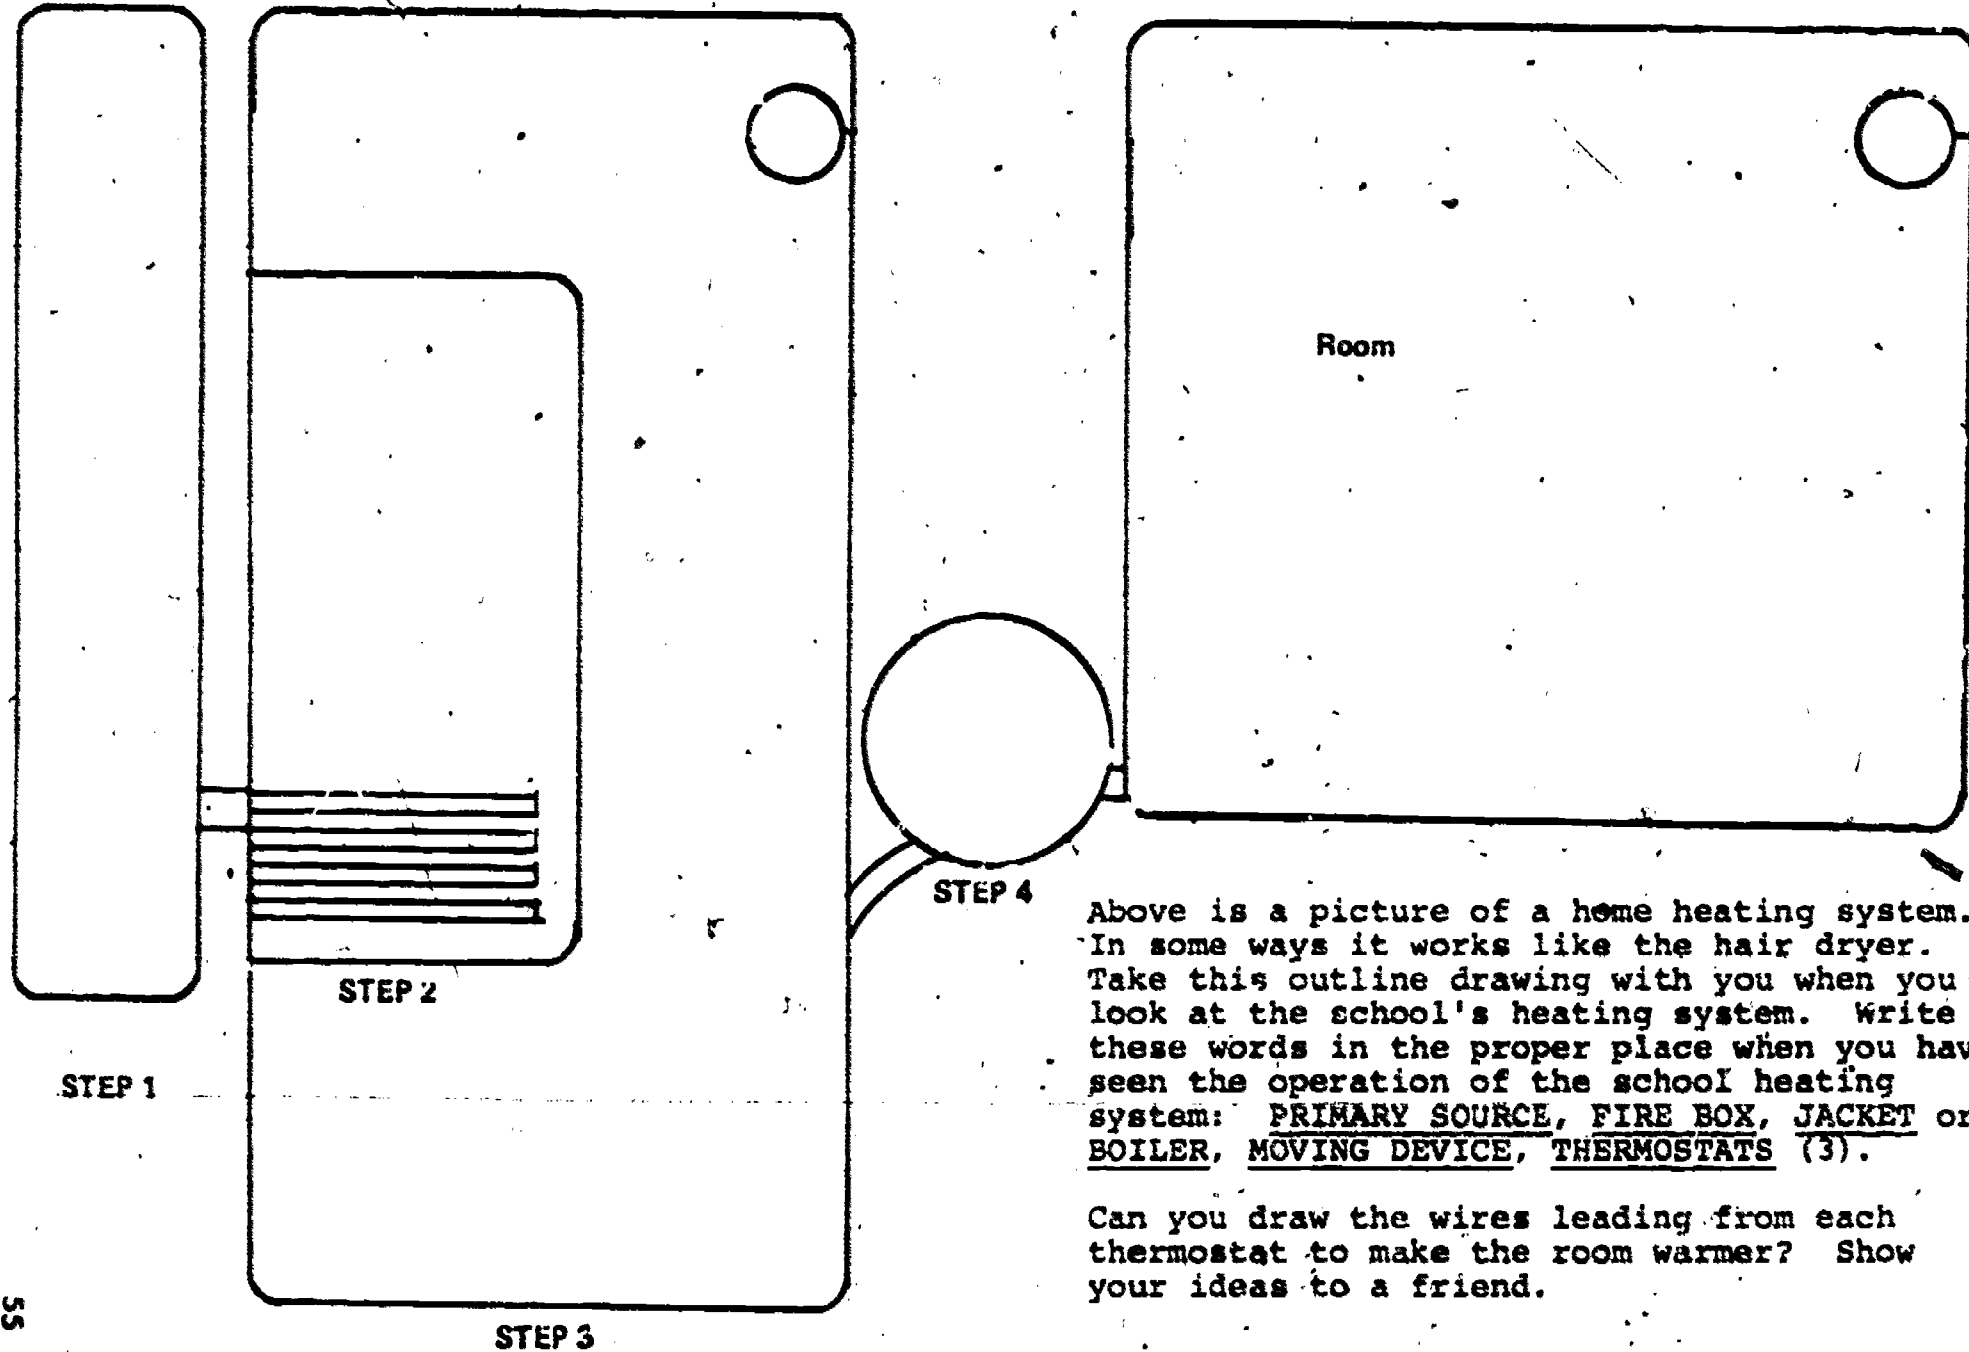 Room
STEP 4
STEP 2
STEP 1
STEP 3
Above is a picture of a home heating system.
In some ways it works like the hair dryer.
Take this outline drawing with you when you
look at the school's heating system. Write
these words in the proper place when you hav
seen the operation of the school heating
system: PRIMARY SOURCE, FIRE BOX, JACKET or
BOILER, MOVING DEVICE, THERMOSTATS (3).
Can you draw the wires leading from each
thermostat to make the room warmer? Show
your ideas to a friend.
55